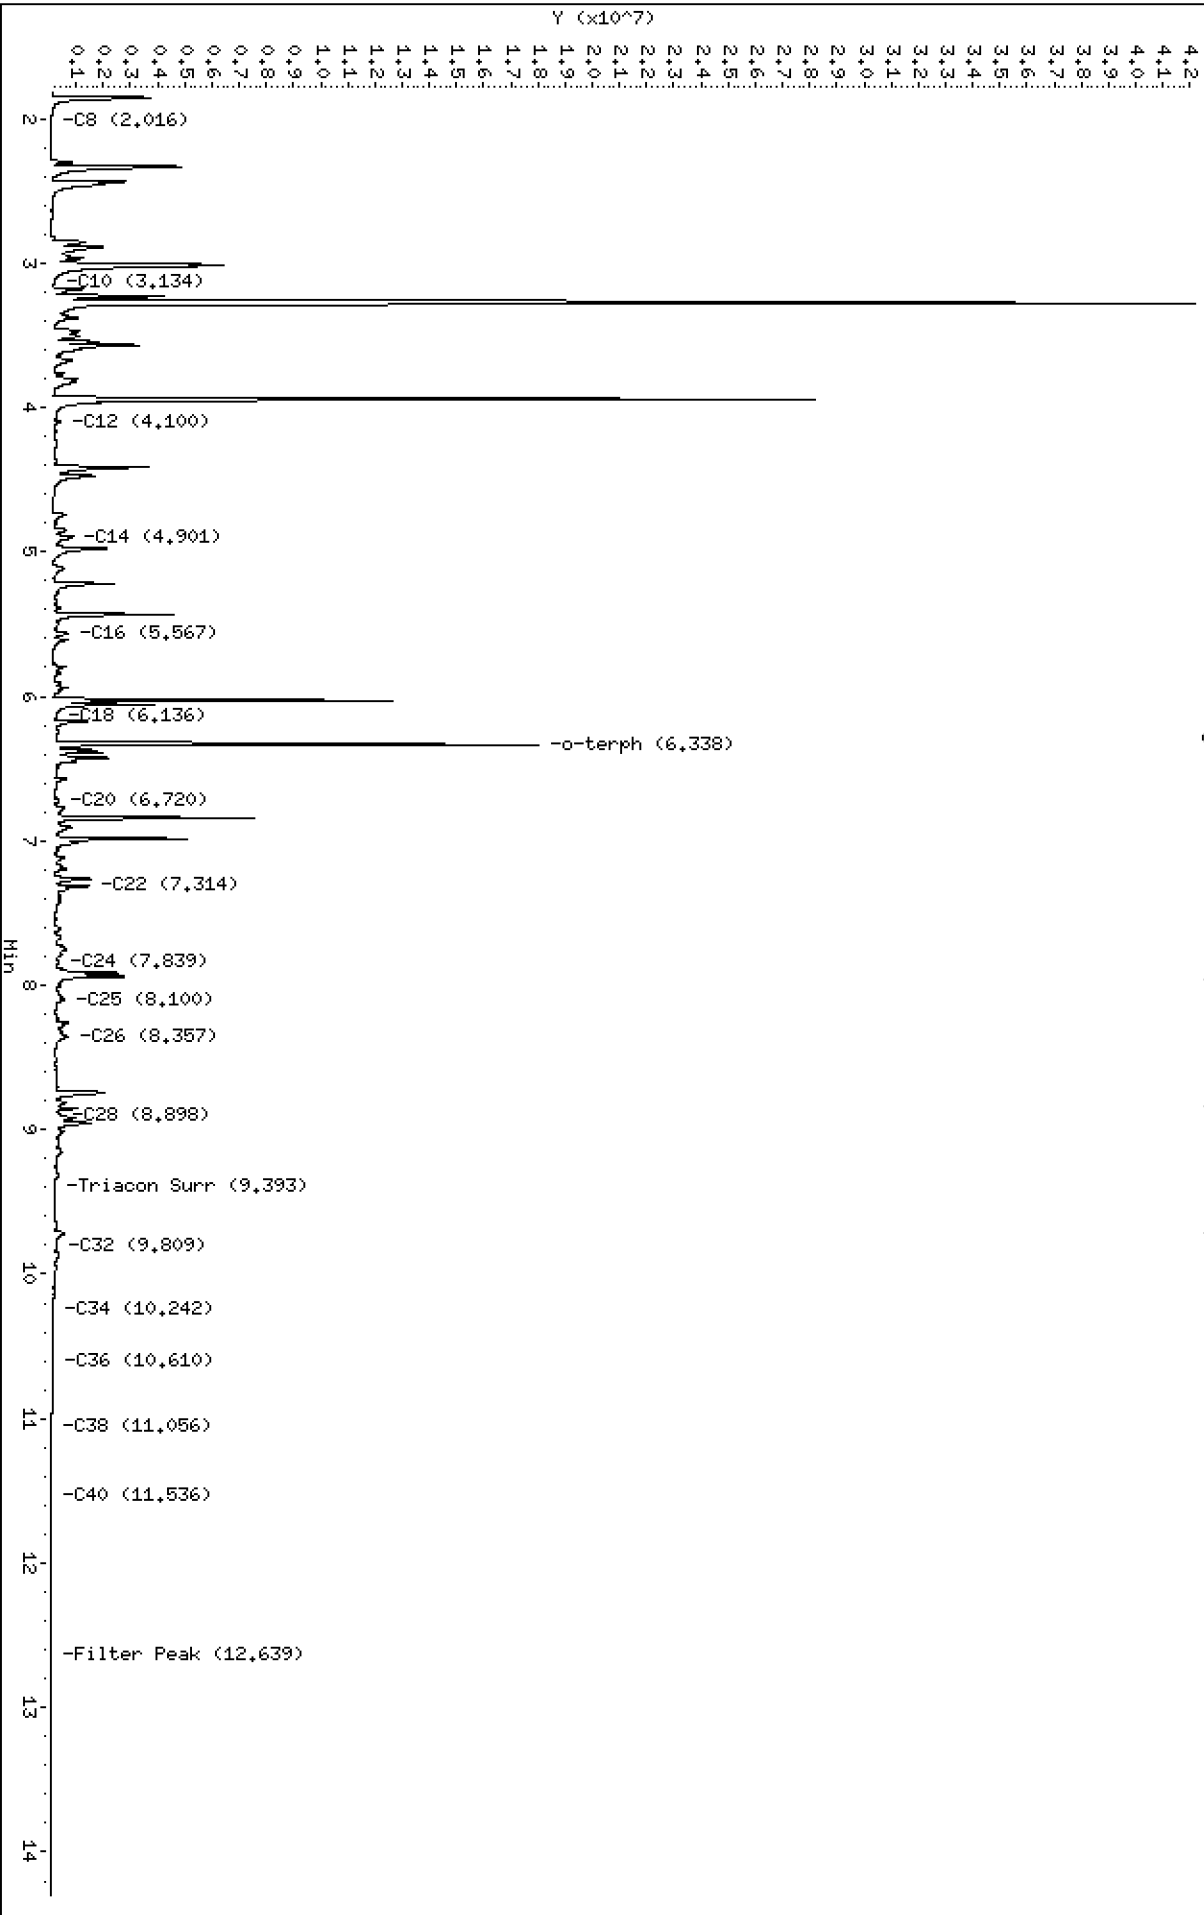 Y (x10^7)
0.1
0.2
0.3
0.4
0.5
0.6
0.7
0.8
0.9
1.0
1.1
1.2
1.3
1.4
1.5
1.6
1.7
1.8
1.9
2.0
2.1
2.2
2.3
2.4
2.5
2.6
2.7
2.8
2.9
3.0
3.1
3.2
3.3
3.4
3.5
3.6
3.7
3.8
3.9
4.0
4.1
4.2
2
-C8 (2.016)
3
-C10 (3.134)
4
-C12 (4.100)
-C14 (4.901)
5
-C16 (5.567)
6
-C18 (6.136)
-o-terph (6.338)
-C20 (6.720)
7
-C22 (7.314)
-C24 (7.839)
Min
8
-C25 (8.100)
-C26 (8.357)
-C28 (8.898)
9
-Triacon Surr (9.393)
-C32 (9.809)
10
-C34 (10.242)
-C36 (10.610)
11
-C38 (11.056)
-C40 (11.536)
12
-Filter Peak (12.639)
13
14